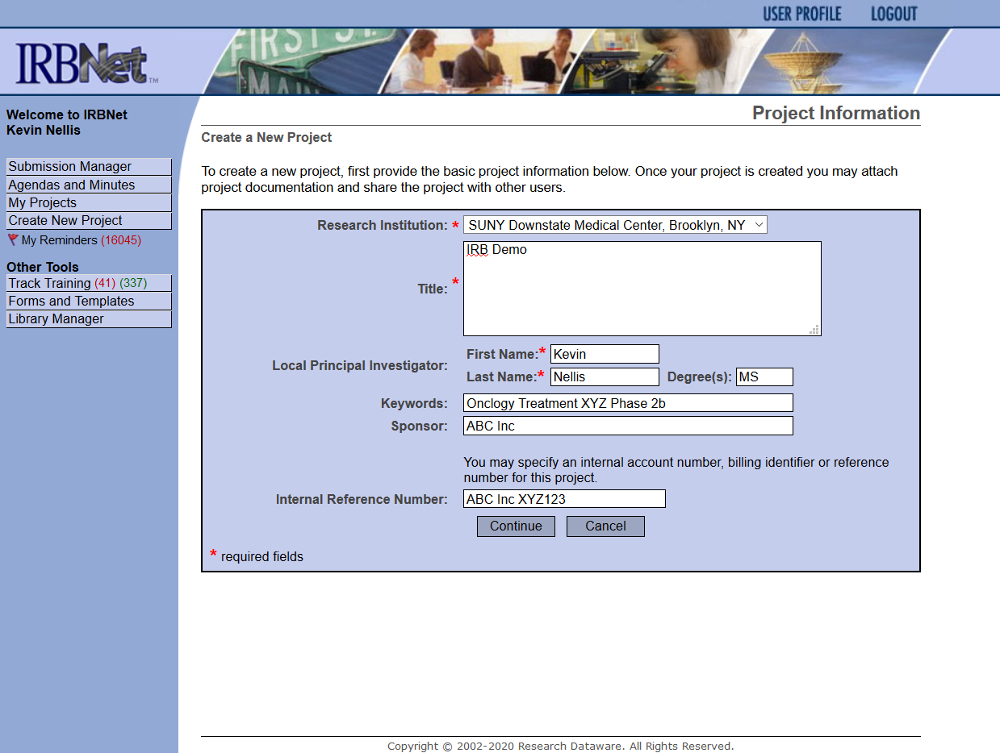 USER PROFILE LOGOUT
IRBNet™
FIRST ST.
MAIN
Welcome to IRBNet
Kevin Nellis
Submission Manager
Agendas and Minutes
My Projects
Create New Project
My Reminders (16045)
Other Tools
Track Training (41) (337)
Forms and Templates
Library Manager
Project Information
Create a New Project
To create a new project, first provide the basic project information below. Once your project is created you may attach
project documentation and share the project with other users.
Research Institution: * SUNY Downstate Medical Center, Brooklyn, NY
Title: * IRB Demo
Local Principal Investigator: First Name:* Kevin
Last Name:* Nellis Degree(s): MS
Keywords: Onclogy Treatment XYZ Phase 2b
Sponsor: ABC Inc
You may specify an internal account number, billing identifier or reference
number for this project.
Internal Reference Number: ABC Inc XYZ123
Continue Cancel
* required fields
Copyright © 2002-2020 Research Dataware. All Rights Reserved.